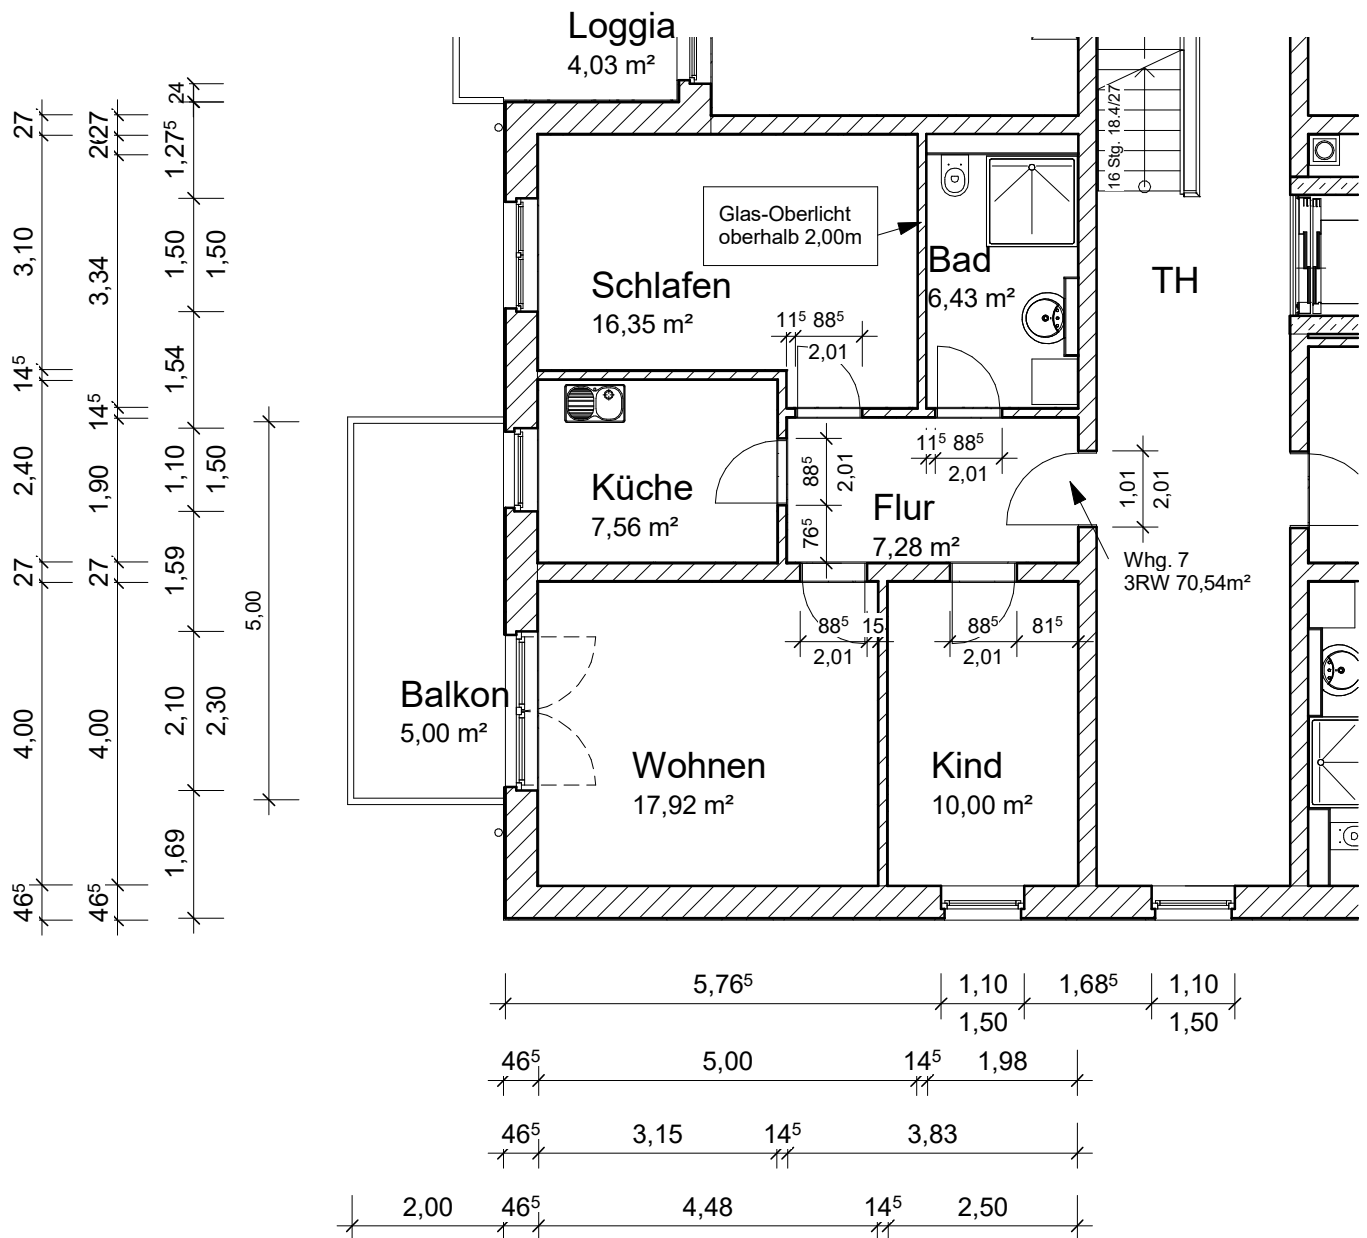 Loggia
4,03 m²
16 Stg. 18.4/27
Glas-Oberlicht
oberhalb 2,00m
Schlafen
16,35 m²
Bad
6,43 m²
TH
11⁵ 88⁵
2,01
Küche
7,56 m²
88⁵
2,01
76⁵
11⁵ 88⁵
2,01
Flur
7,28 m²
1,01
2,01
Whg. 7
3RW 70,54m²
88⁵ 15
2,01
88⁵ 81⁵
2,01
Balkon
5,00 m²
Wohnen
17,92 m²
Kind
10,00 m²
27
3,10
14⁵
2,40
27
4,00
46⁵
27
26
3,34
14⁵
1,90
27
4,00
46⁵
24
1,27⁵
1,50
1,50
1,54
1,10
1,50
1,59
2,10
2,30
1,69
5,00
5,76⁵ 1,10 1,68⁵ 1,10
1,50 1,50
46⁵ 5,00 14⁵ 1,98
46⁵ 3,15 14⁵ 3,83
2,00 46⁵ 4,48 14⁵ 2,50